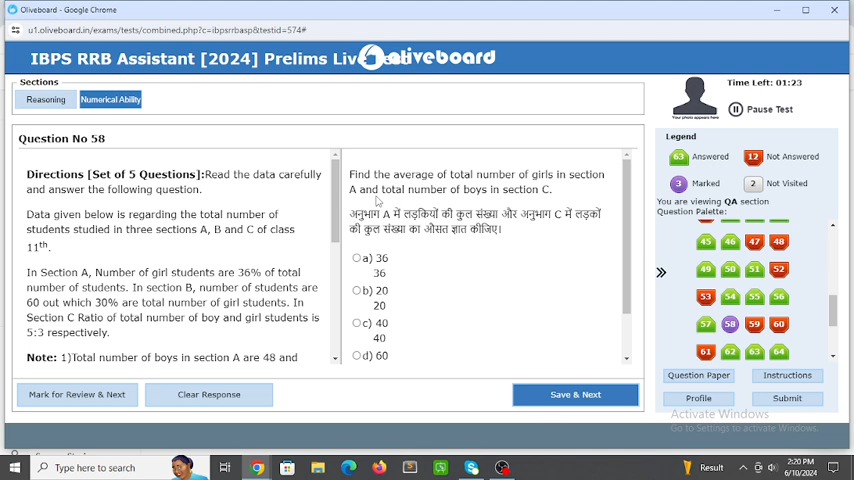 Oliveboard - Google Chrome
u1.oliveboard.in/exams/tests/combined.php?c=ibpsrrbasp&testid=574#
IBPS RRB Assistant [2024] Prelims Live
oliveboard
Sections
Reasoning
Numerical Ability
Time Left: 01:23
Your photo appears here
Pause Test
Question No 58
Directions [Set of 5 Questions]:Read the data carefully
and answer the following question.
Data given below is regarding the total number of
students studied in three sections A, B and C of class
11th.
In Section A, Number of girl students are 36% of total
number of students. In section B, number of students are
60 out which 30% are total number of girl students. In
Section C Ratio of total number of boy and girl students is
5:3 respectively.
Note: 1)Total number of boys in section A are 48 and
Find the average of total number of girls in section
A and total number of boys in section C.
अनुभाग A में लड़कियों की कुल संख्या और अनुभाग C में लड़कों
की कुल संख्या का औसत ज्ञात कीजिए।
a) 36
36
b) 20
20
c) 40
40
d) 60
Legend
63 Answered
12 Not Answered
3 Marked
2 Not Visited
You are viewing QA section
Question Palette:
45 46 47 48
49 50 51 52
53 54 55 56
57 58 59 60
61 62 63 64
Mark for Review & Next
Clear Response
Save & Next
Question Paper
Instructions
Profile
Submit
Activate Windows
Go to Settings to activate Windows.
Type here to search
Result
2:20 PM
6/10/2024